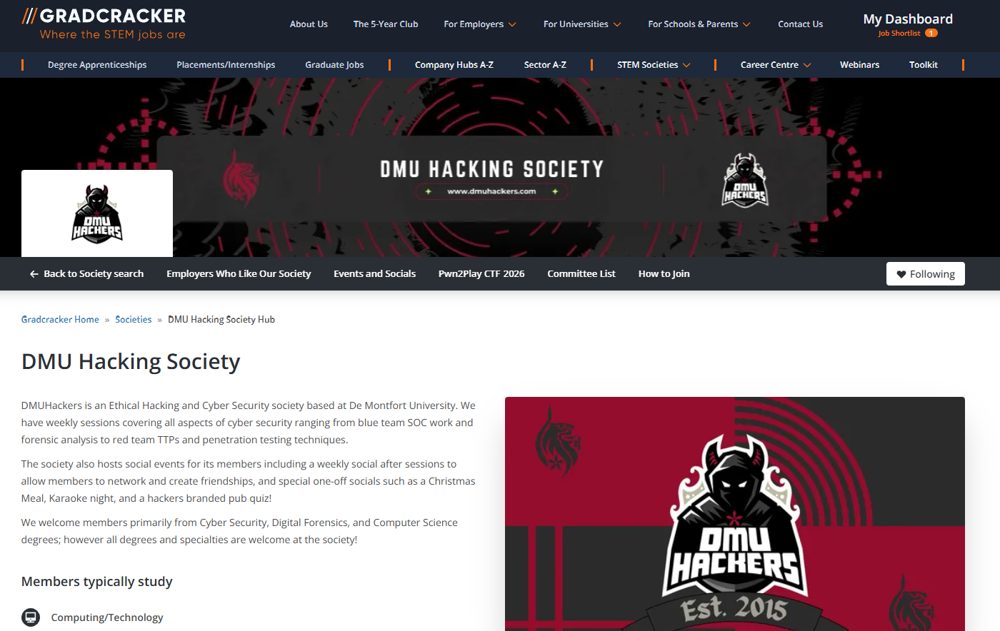 GRADCRACKER
Where the STEM jobs are
About Us
The 5-Year Club
For Employers
For Universities
For Schools & Parents
Contact Us
My Dashboard
Job Shortlist 1
Degree Apprenticeships
Placements/Internships
Graduate Jobs
Company Hubs A-Z
Sector A-Z
STEM Societies
Career Centre
Webinars
Toolkit
DMU HACKING SOCIETY
www.dmuhackers.com
DMU
HACKERS
DMU
HACKERS
← Back to Society search
Employers Who Like Our Society
Events and Socials
Pwn2Play CTF 2026
Committee List
How to Join
Following
Gradcracker Home » Societies » DMU Hacking Society Hub
DMU Hacking Society
DMUHackers is an Ethical Hacking and Cyber Security society based at De Montfort University. We
have weekly sessions covering all aspects of cyber security ranging from blue team SOC work and
forensic analysis to red team TTPs and penetration testing techniques.
The society also hosts social events for its members including a weekly social after sessions to
allow members to network and create friendships, and special one-off socials such as a Christmas
Meal, Karaoke night, and a hackers branded pub quiz!
We welcome members primarily from Cyber Security, Digital Forensics, and Computer Science
degrees; however all degrees and specialties are welcome at the society!
Members typically study
Computing/Technology
DMU
HACKERS
Est. 2015